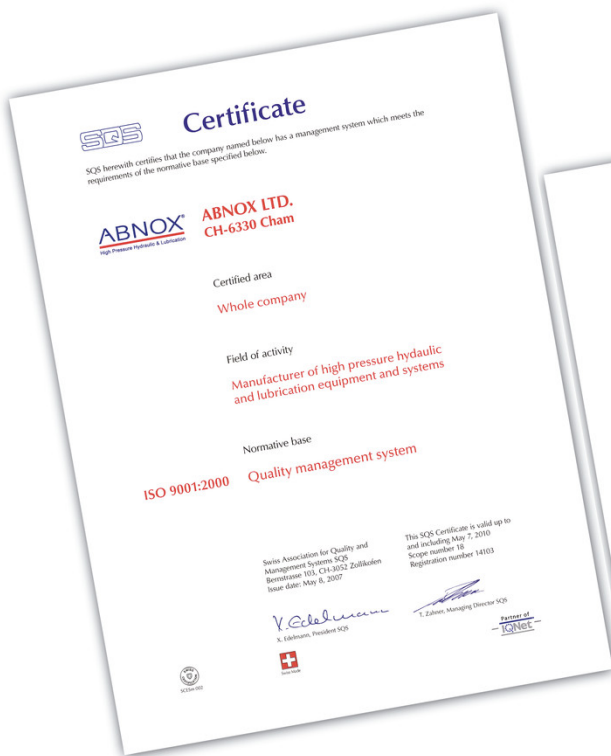 SQS
Certificate
SQS herewith certifies that the company named below has a management system which meets the
requirements of the normative base specified below.
ABNOX®
High Pressure Hydraulic & Lubrication
ABNOX LTD.
CH-6330 Cham
Certified area
Whole company
Field of activity
Manufacturer of high pressure hydaulic
and lubrication equipment and systems
Normative base
ISO 9001:2000 Quality management system
Swiss Association for Quality and
Management Systems SQS
Bernstrasse 103, CH-3052 Zollikofen
Issue date: May 8, 2007
This SQS Certificate is valid up to
and including May 7, 2010
Scope number 18
Registration number 14103
X. Edelmann
X. Edelmann, President SQS
T. Zahner, Managing Director SQS
Swiss Made
Partner of
IQNet